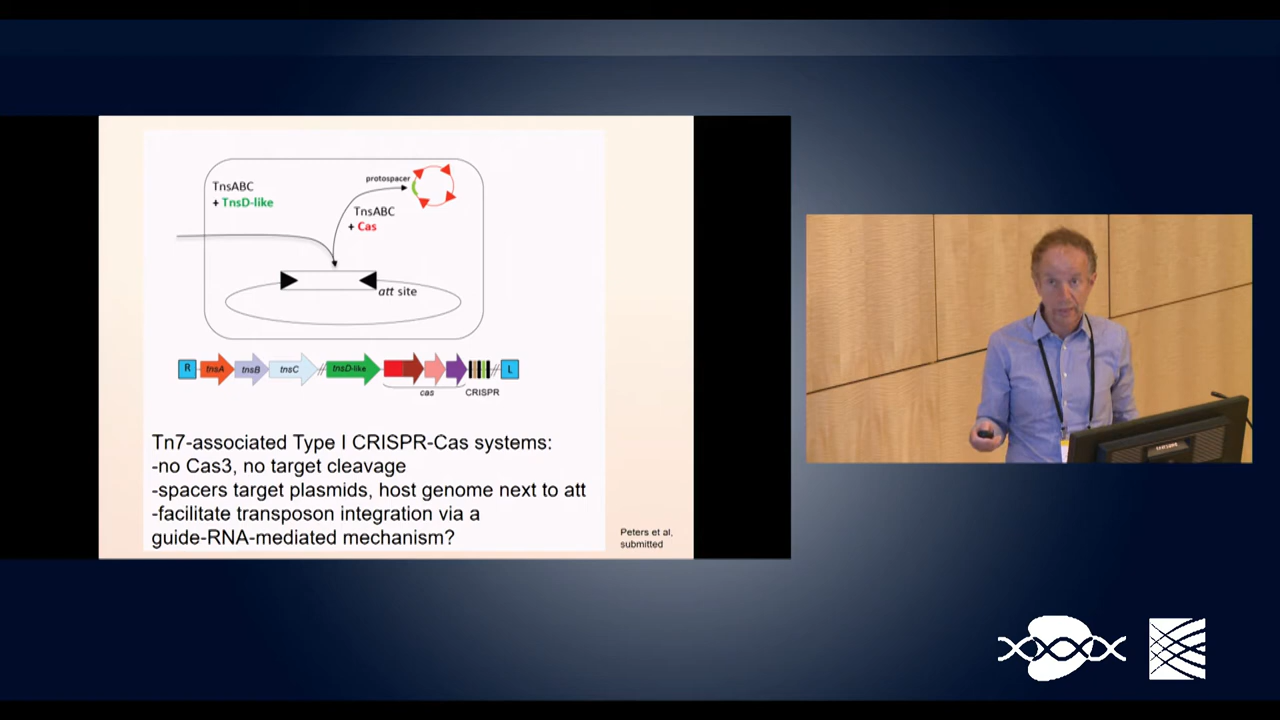 protospacer
TnsABC
+ TnsD-like
TnsABC
+ Cas
att site
R tnsA tnsB tnsC // tnsD-like // L
cas CRISPR
Tn7-associated Type I CRISPR-Cas systems:
-no Cas3, no target cleavage
-spacers target plasmids, host genome next to att
-facilitate transposon integration via a
guide-RNA-mediated mechanism?
Peters et al,
submitted
SAMSUNG